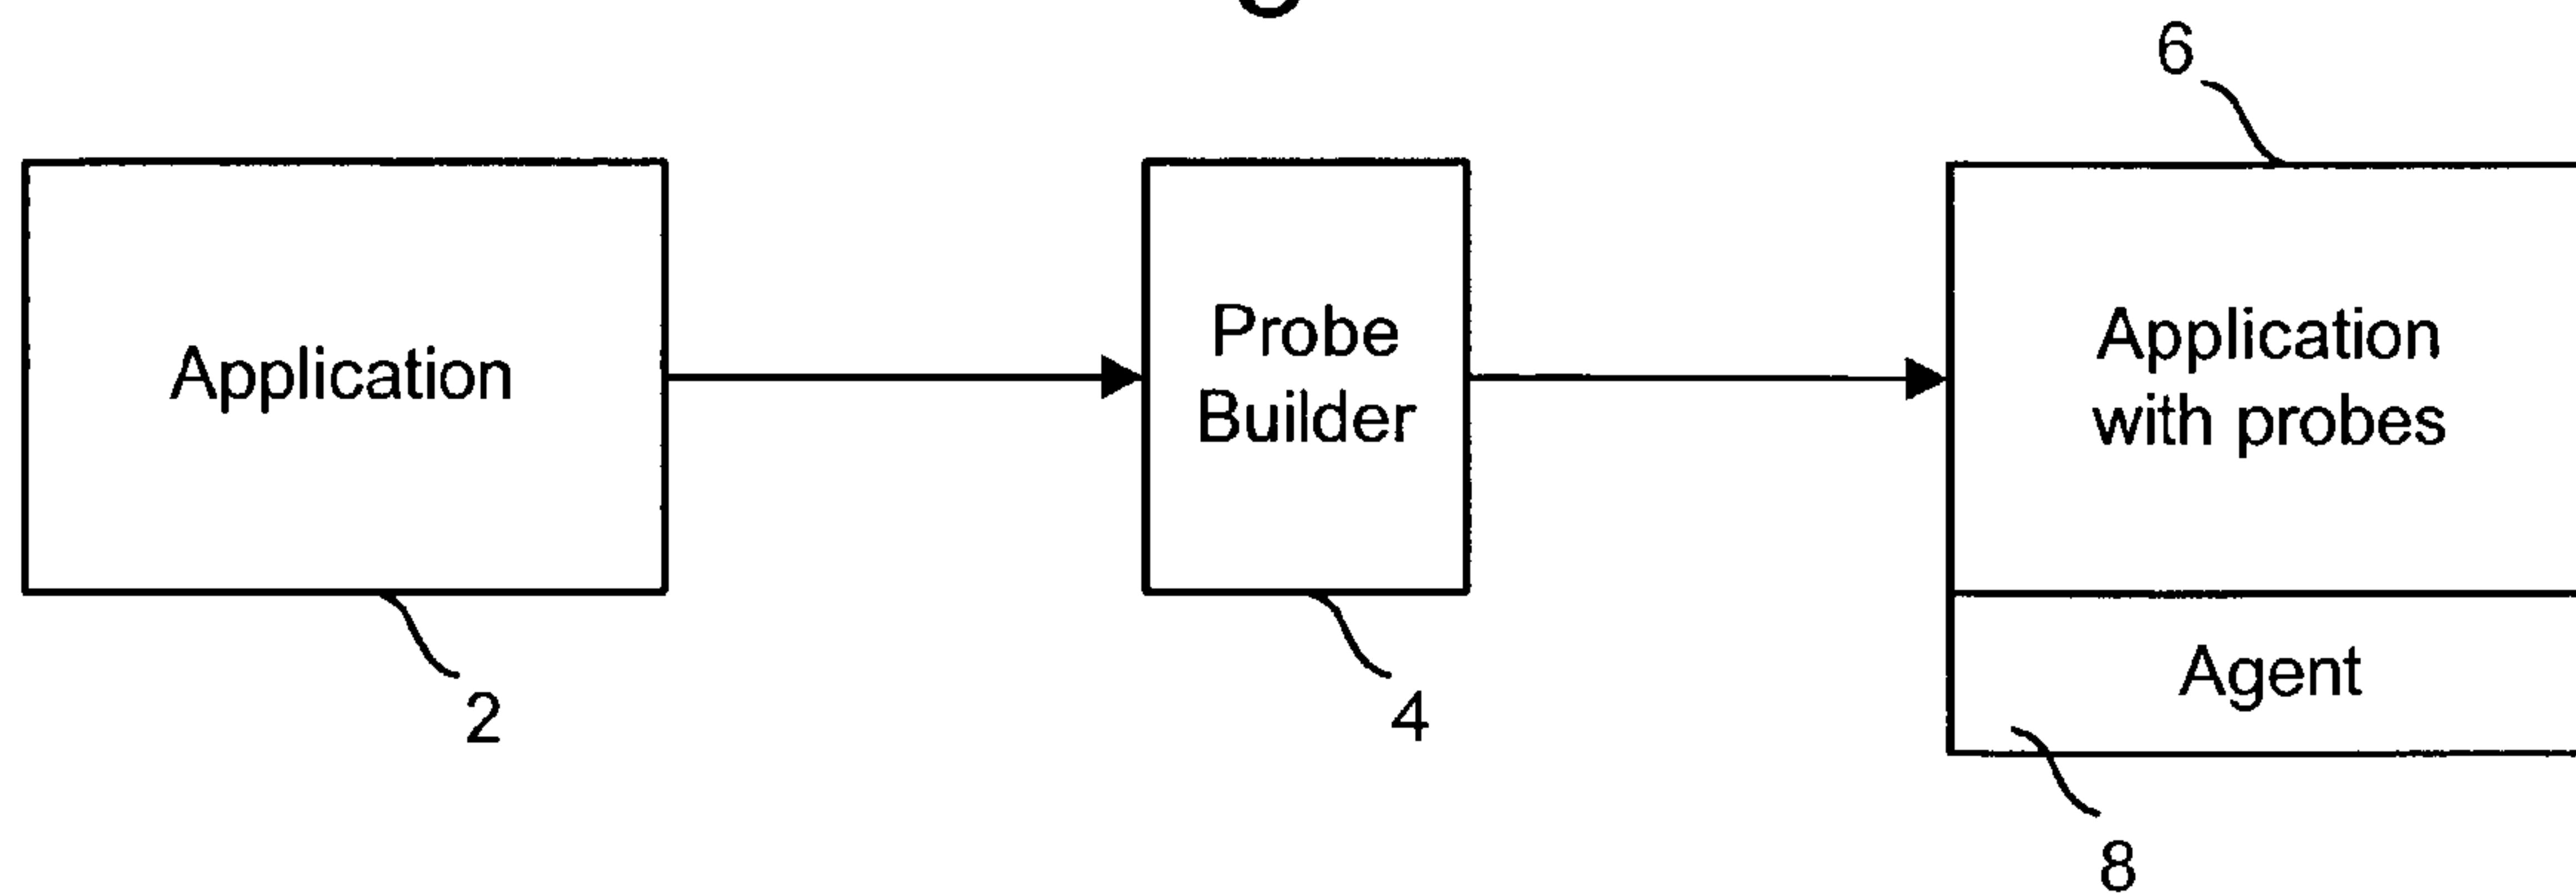 6
Application
Probe
Builder
Application
with probes
Agent
2
4
8